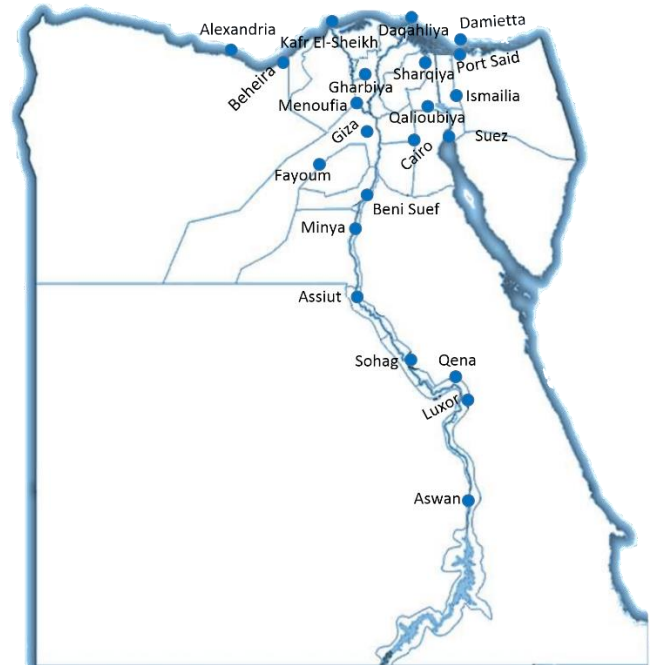 Alexandria
Kafr El-Sheikh
Daqahliya
Damietta
Beheira
Gharbiya
Sharqiya
Port Said
Menoufia
Ismailia
Qalioubiya
Giza
Cairo
Suez
Fayoum
Beni Suef
Minya
Assiut
Sohag
Qena
Luxor
Aswan